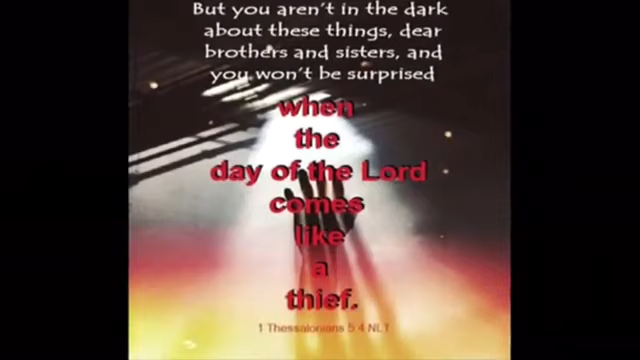 But you aren't in the dark
about these things, dear
brothers and sisters, and
you won't be surprised
when
the
day of the Lord
comes
like
a
thief.
1 Thessalonians 5:4 NLT